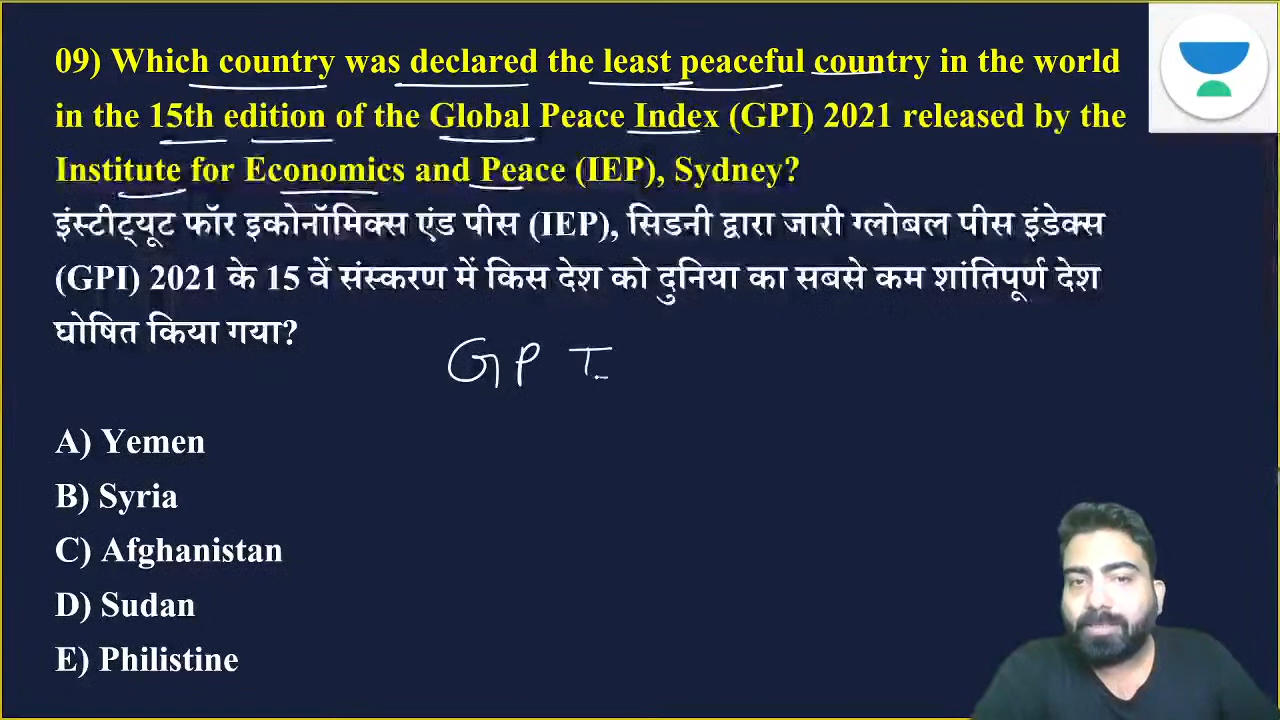 09) Which country was declared the least peaceful country in the world
in the 15th edition of the Global Peace Index (GPI) 2021 released by the
Institute for Economics and Peace (IEP), Sydney?
इंस्टीट्यूट फॉर इकोनॉमिक्स एंड पीस (IEP), सिडनी द्वारा जारी ग्लोबल पीस इंडेक्स
(GPI) 2021 के 15 वें संस्करण में किस देश को दुनिया का सबसे कम शांतिपूर्ण देश
घोषित किया गया?
GPI
A) Yemen
B) Syria
C) Afghanistan
D) Sudan
E) Philistine